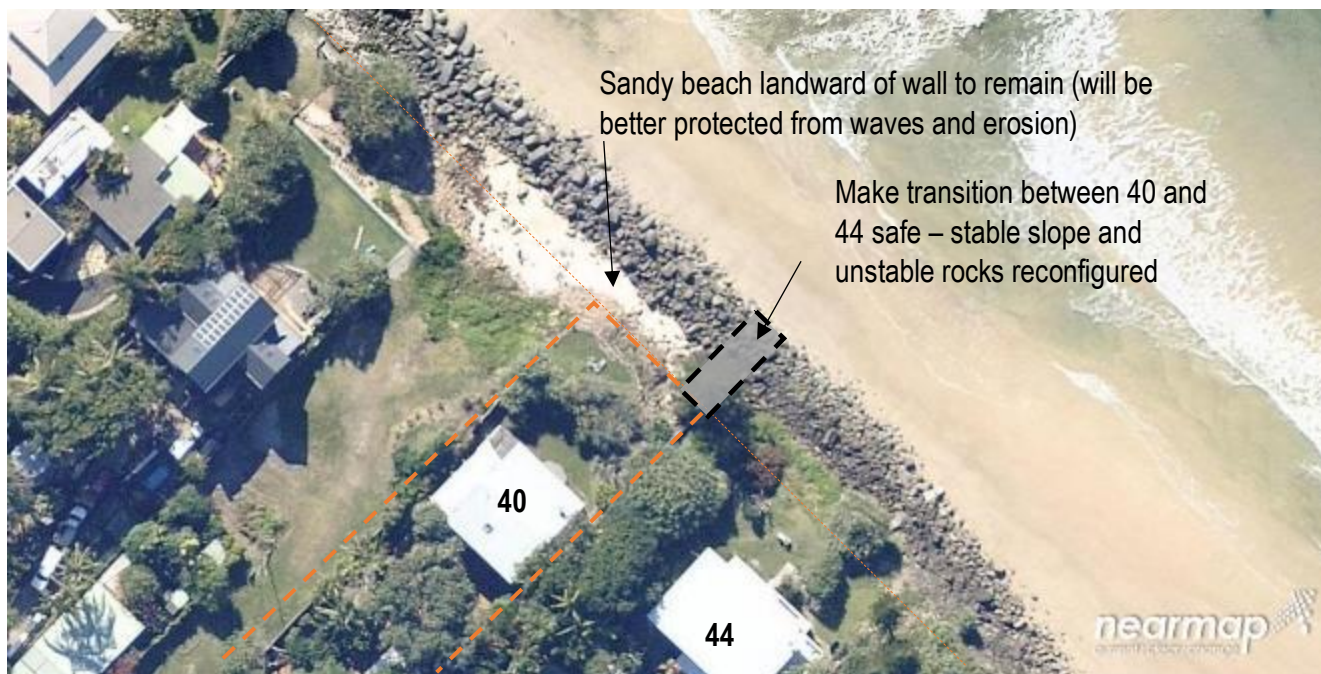 Sandy beach landward of wall to remain (will be
better protected from waves and erosion)
Make transition between 40 and
44 safe – stable slope and
unstable rocks reconfigured
40
44
nearmap